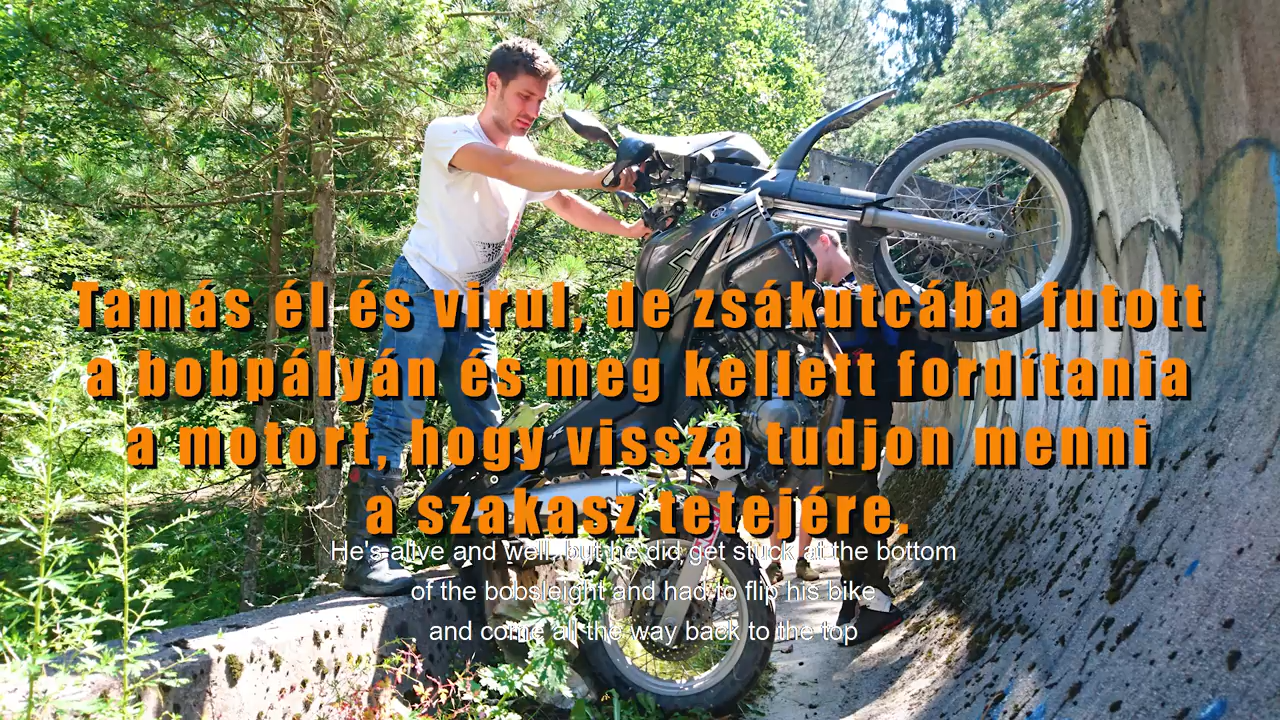 Tamás él és virul, de zsákutcába futott
a bobpályán és meg kellett fordítania
a motort, hogy vissza tudjon menni
a szakasz tetejére.
He's alive and well, but he did get stuck at the bottom
of the bobsleight and had to flip his bike
and come all the way back to the top